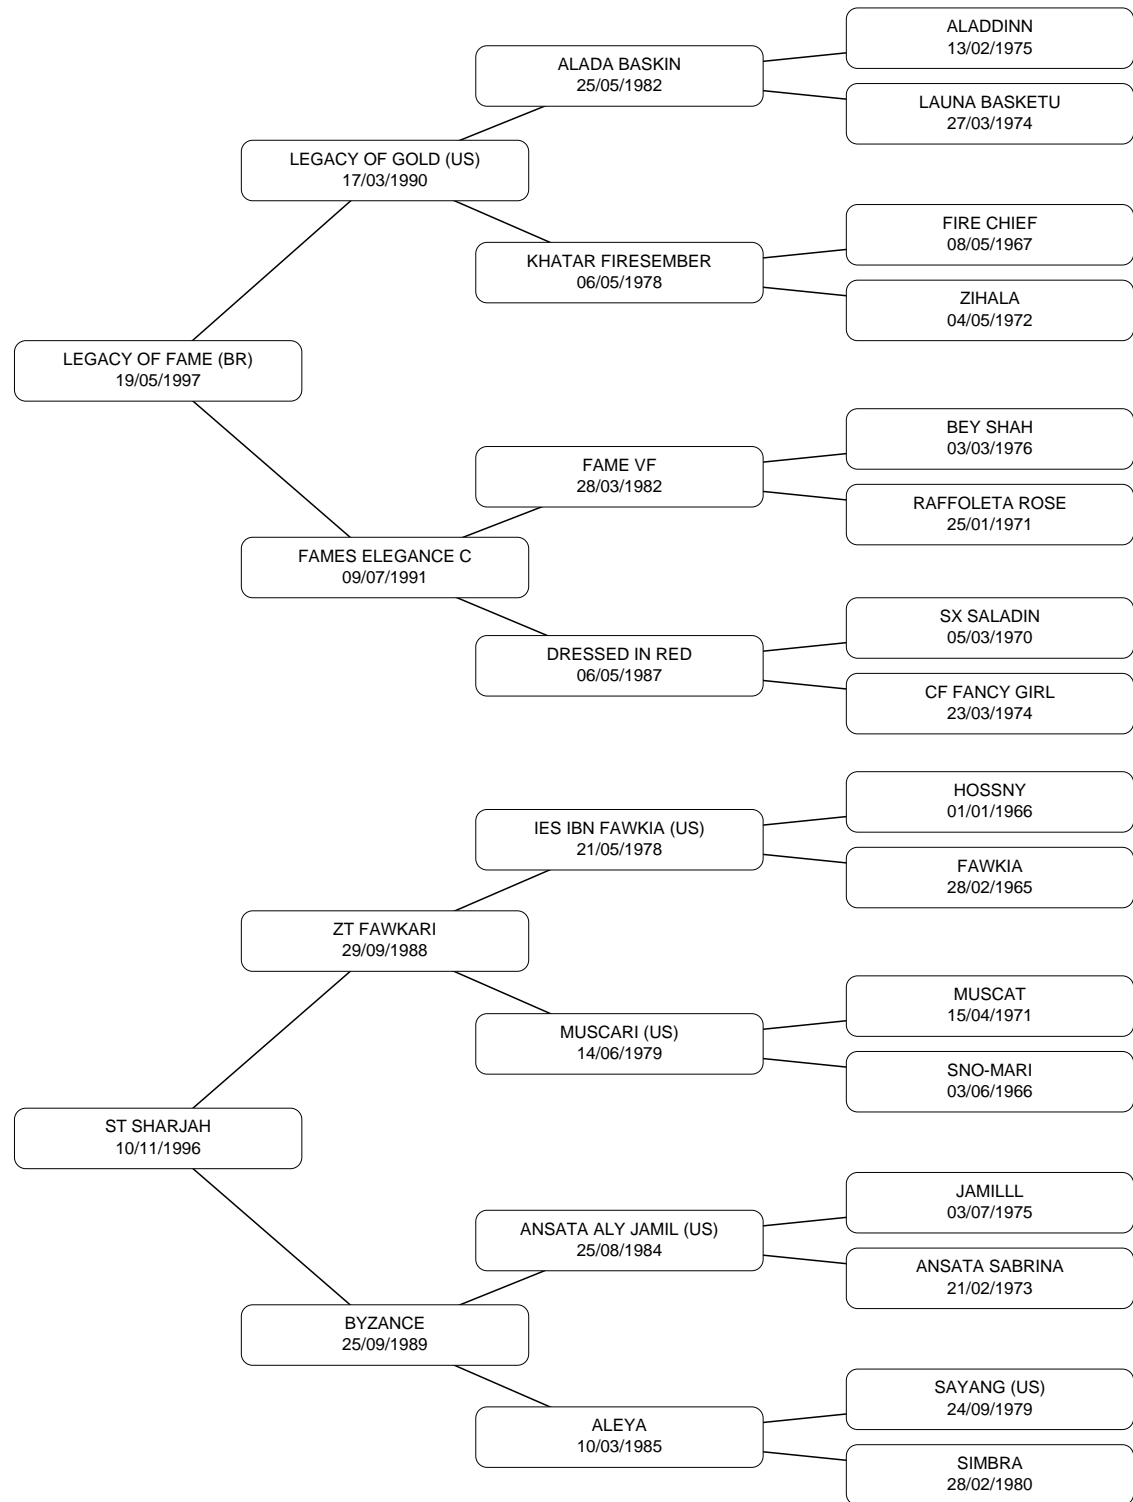 ALADDINN
13/02/1975
ALADA BASKIN
25/05/1982
LAUNA BASKETU
27/03/1974
LEGACY OF GOLD (US)
17/03/1990
FIRE CHIEF
08/05/1967
KHATAR FIRESEMBER
06/05/1978
ZIHALA
04/05/1972
LEGACY OF FAME (BR)
19/05/1997
BEY SHAH
03/03/1976
FAME VF
28/03/1982
RAFFOLETA ROSE
25/01/1971
FAMES ELEGANCE C
09/07/1991
SX SALADIN
05/03/1970
DRESSED IN RED
06/05/1987
CF FANCY GIRL
23/03/1974
HOSSNY
01/01/1966
IES IBN FAWKIA (US)
21/05/1978
FAWKIA
28/02/1965
ZT FAWKARI
29/09/1988
MUSCAT
15/04/1971
MUSCARI (US)
14/06/1979
SNO-MARI
03/06/1966
ST SHARJAH
10/11/1996
JAMILLL
03/07/1975
ANSATA ALY JAMIL (US)
25/08/1984
ANSATA SABRINA
21/02/1973
BYZANCE
25/09/1989
SAYANG (US)
24/09/1979
ALEYA
10/03/1985
SIMBRA
28/02/1980